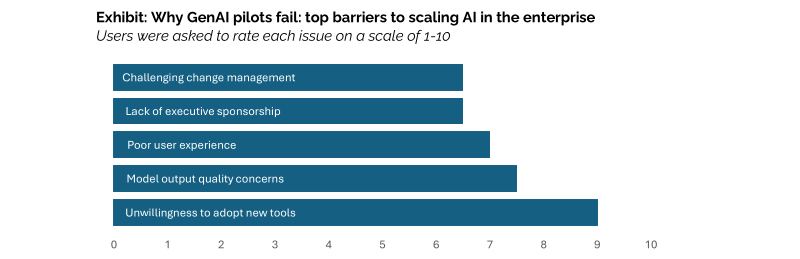 Exhibit: Why GenAI pilots fail: top barriers to scaling AI in the enterprise
Users were asked to rate each issue on a scale of 1-10
Challenging change management
Lack of executive sponsorship
Poor user experience
Model output quality concerns
Unwillingness to adopt new tools
0 1 2 3 4 5 6 7 8 9 10